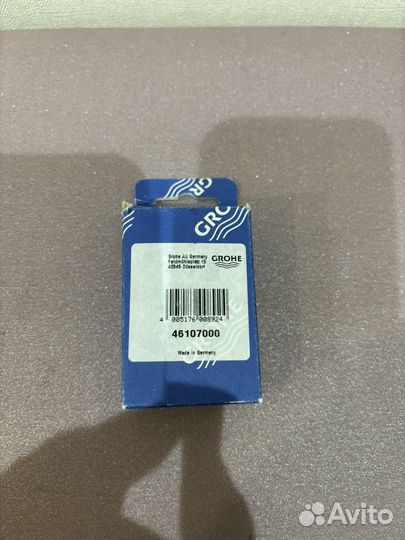 GROHE
Grohe AG Germany
Feldmühleplatz 15
40545 Düsseldorf
GROHE
4 005176 008924
46107000
Made in Germany
Avito